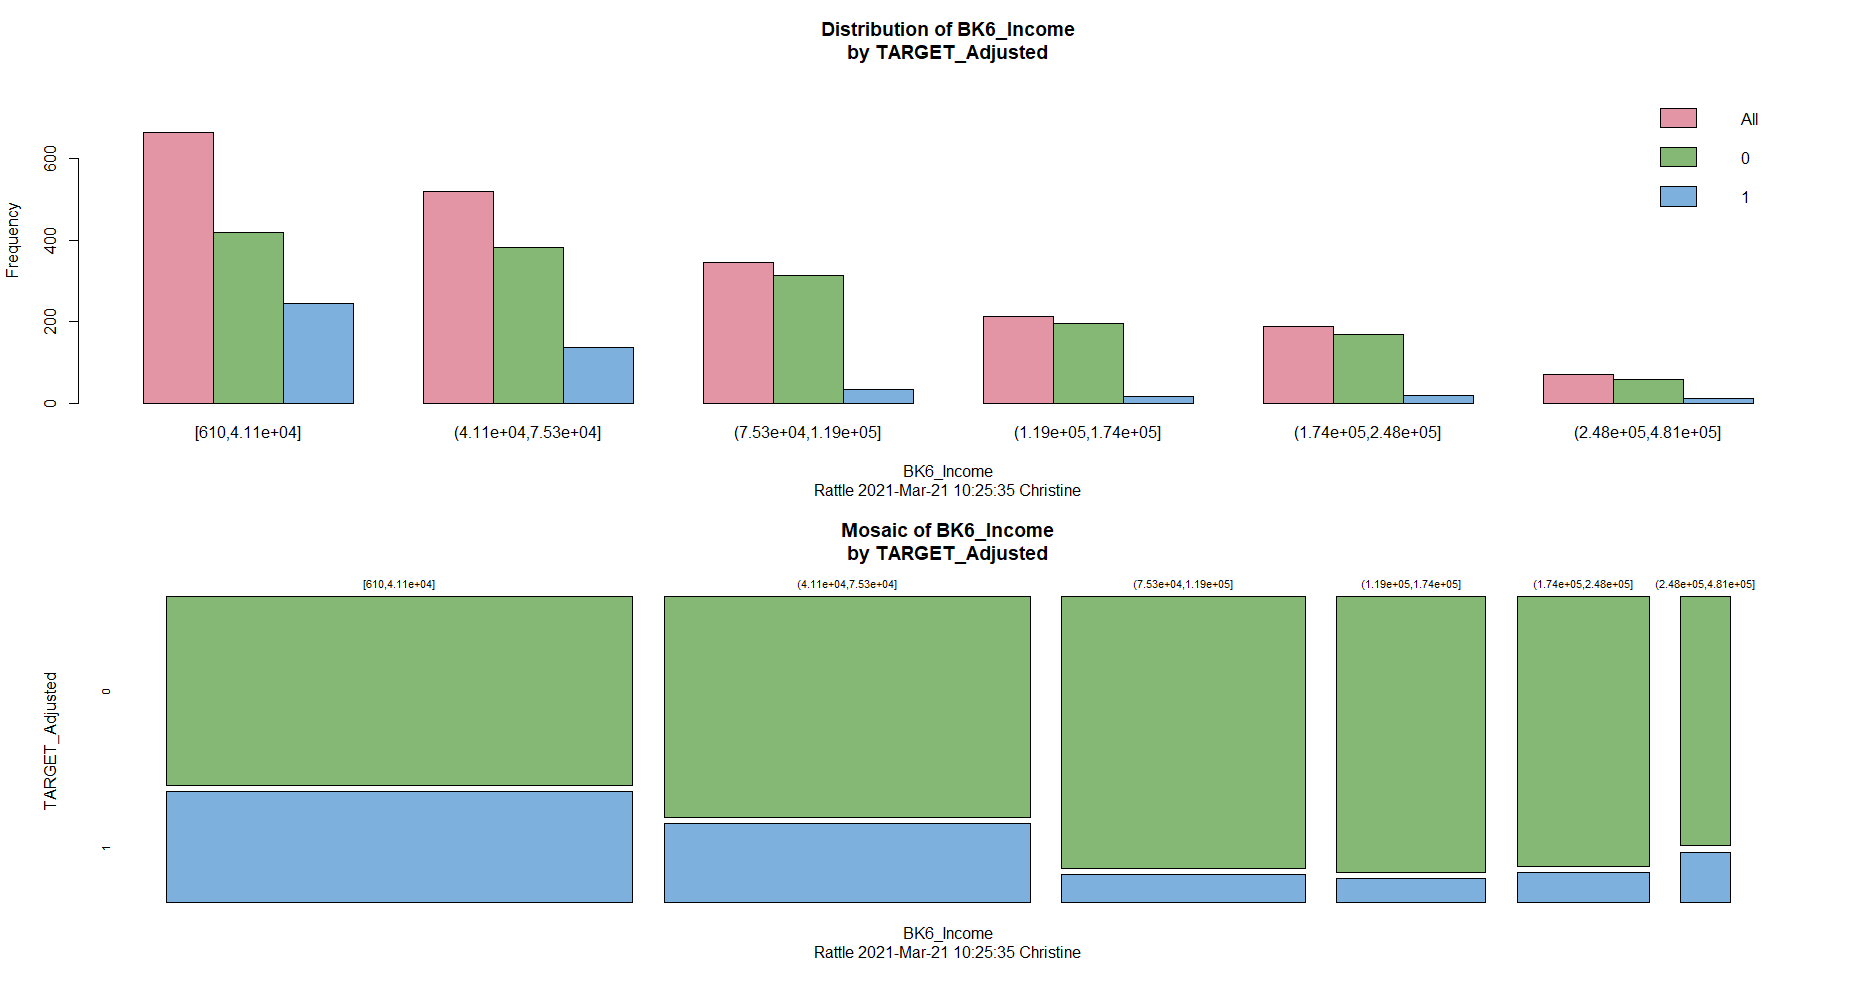 Distribution of BK6_Income
by TARGET_Adjusted
All
0
1
Frequency
0
200
400
600
[610,4.11e+04]
(4.11e+04,7.53e+04]
(7.53e+04,1.19e+05]
(1.19e+05,1.74e+05]
(1.74e+05,2.48e+05]
(2.48e+05,4.81e+05]
BK6_Income
Rattle 2021-Mar-21 10:25:35 Christine
Mosaic of BK6_Income
by TARGET_Adjusted
[610,4.11e+04]
(4.11e+04,7.53e+04]
(7.53e+04,1.19e+05]
(1.19e+05,1.74e+05]
(1.74e+05,2.48e+05]
(2.48e+05,4.81e+05]
TARGET_Adjusted
0
1
BK6_Income
Rattle 2021-Mar-21 10:25:35 Christine